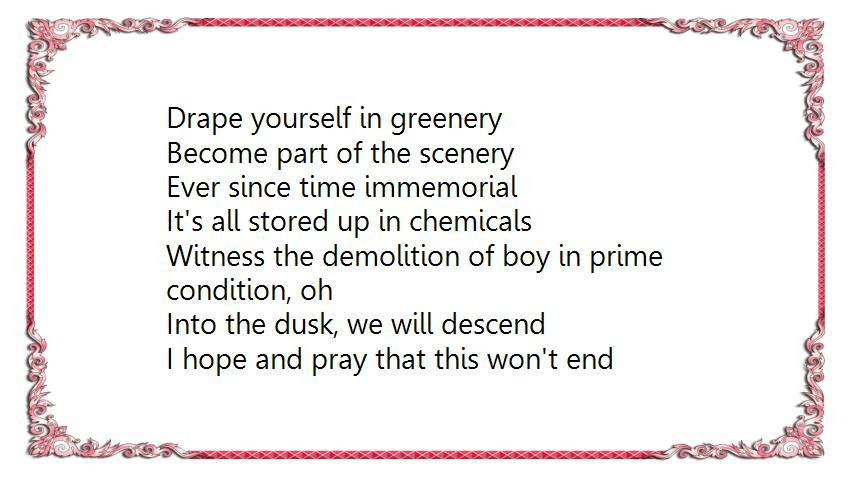 Drape yourself in greenery
Become part of the scenery
Ever since time immemorial
It's all stored up in chemicals
Witness the demolition of boy in prime
condition, oh
Into the dusk, we will descend
I hope and pray that this won't end